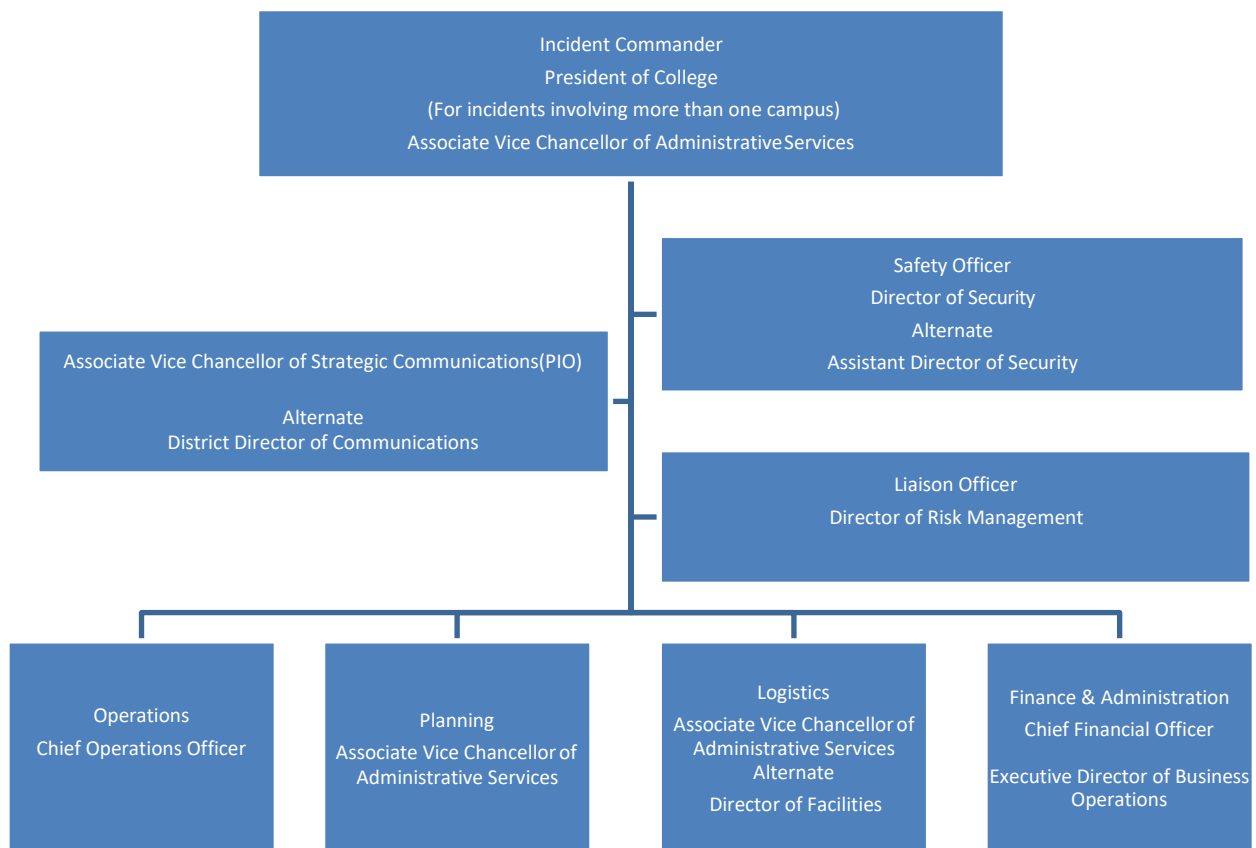 Incident Commander
President of College
(For incidents involving more than one campus)
Associate Vice Chancellor of AdministrativeServices
Safety Officer
Director of Security
Alternate
Assistant Director of Security
Associate Vice Chancellor of Strategic Communications(PIO)
Alternate
District Director of Communications
Liaison Officer
Director of Risk Management
Operations
Chief Operations Officer
Planning
Associate Vice Chancellor of
Administrative Services
Logistics
Associate Vice Chancellor of
Administrative Services
Alternate
Director of Facilities
Finance & Administration
Chief Financial Officer
Executive Director of Business
Operations